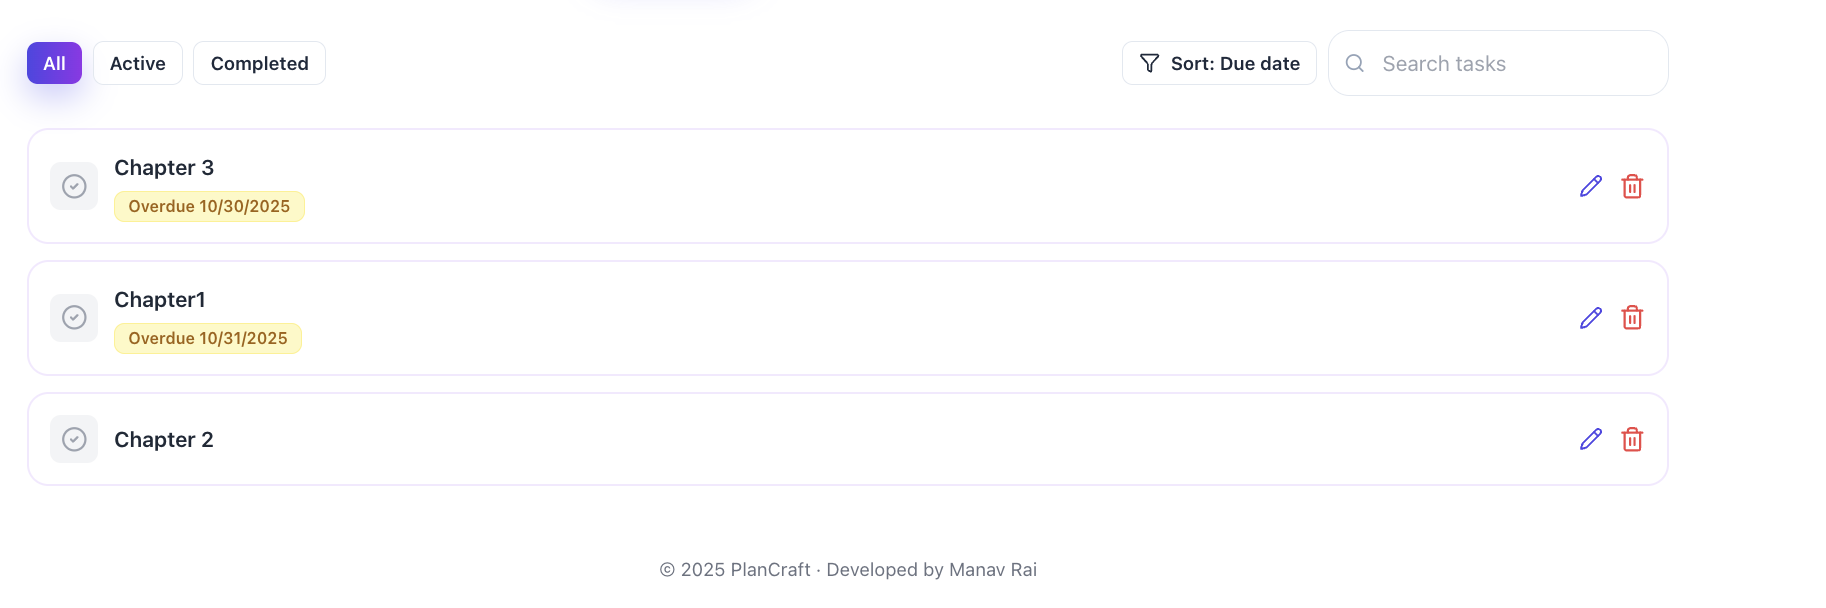 All Active Completed Sort: Due date Search tasks
Chapter 3
Overdue 10/30/2025
Chapter1
Overdue 10/31/2025
Chapter 2
© 2025 PlanCraft · Developed by Manav Rai